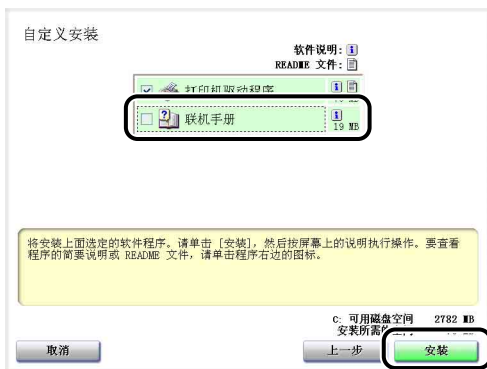 自定义安装
软件说明:
README 文件:
打印机驱动程序
联机手册
19 MB
将安装上面选定的软件程序。请单击 [安装]，然后按屏幕上的说明执行操作。要查看
程序的简要说明或 README 文件，请单击程序右边的图标。
C: 可用磁盘空间 2782 MB
安装所需的
取消
上一步
安装